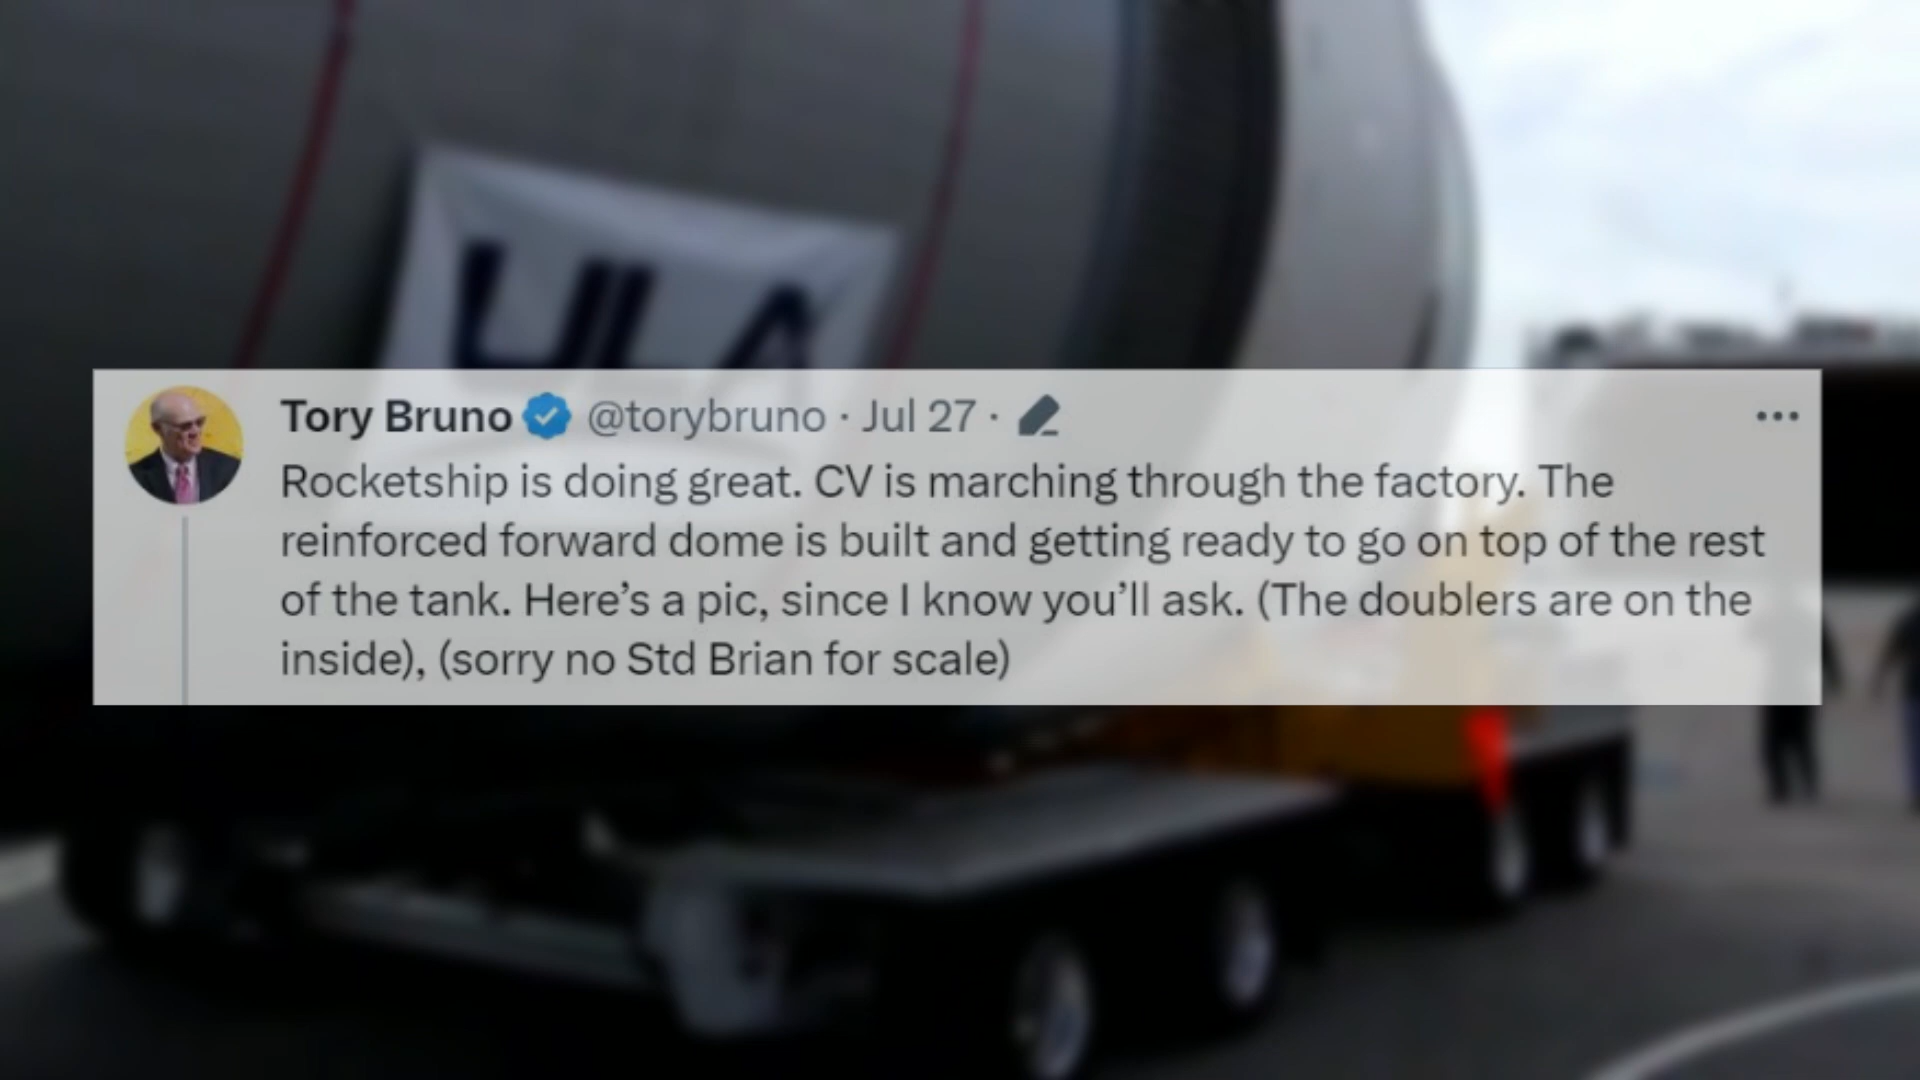 ULA
Tory Bruno @torybruno · Jul 27 ·
Rocketship is doing great. CV is marching through the factory. The
reinforced forward dome is built and getting ready to go on top of the rest
of the tank. Here’s a pic, since I know you’ll ask. (The doublers are on the
inside), (sorry no Std Brian for scale)